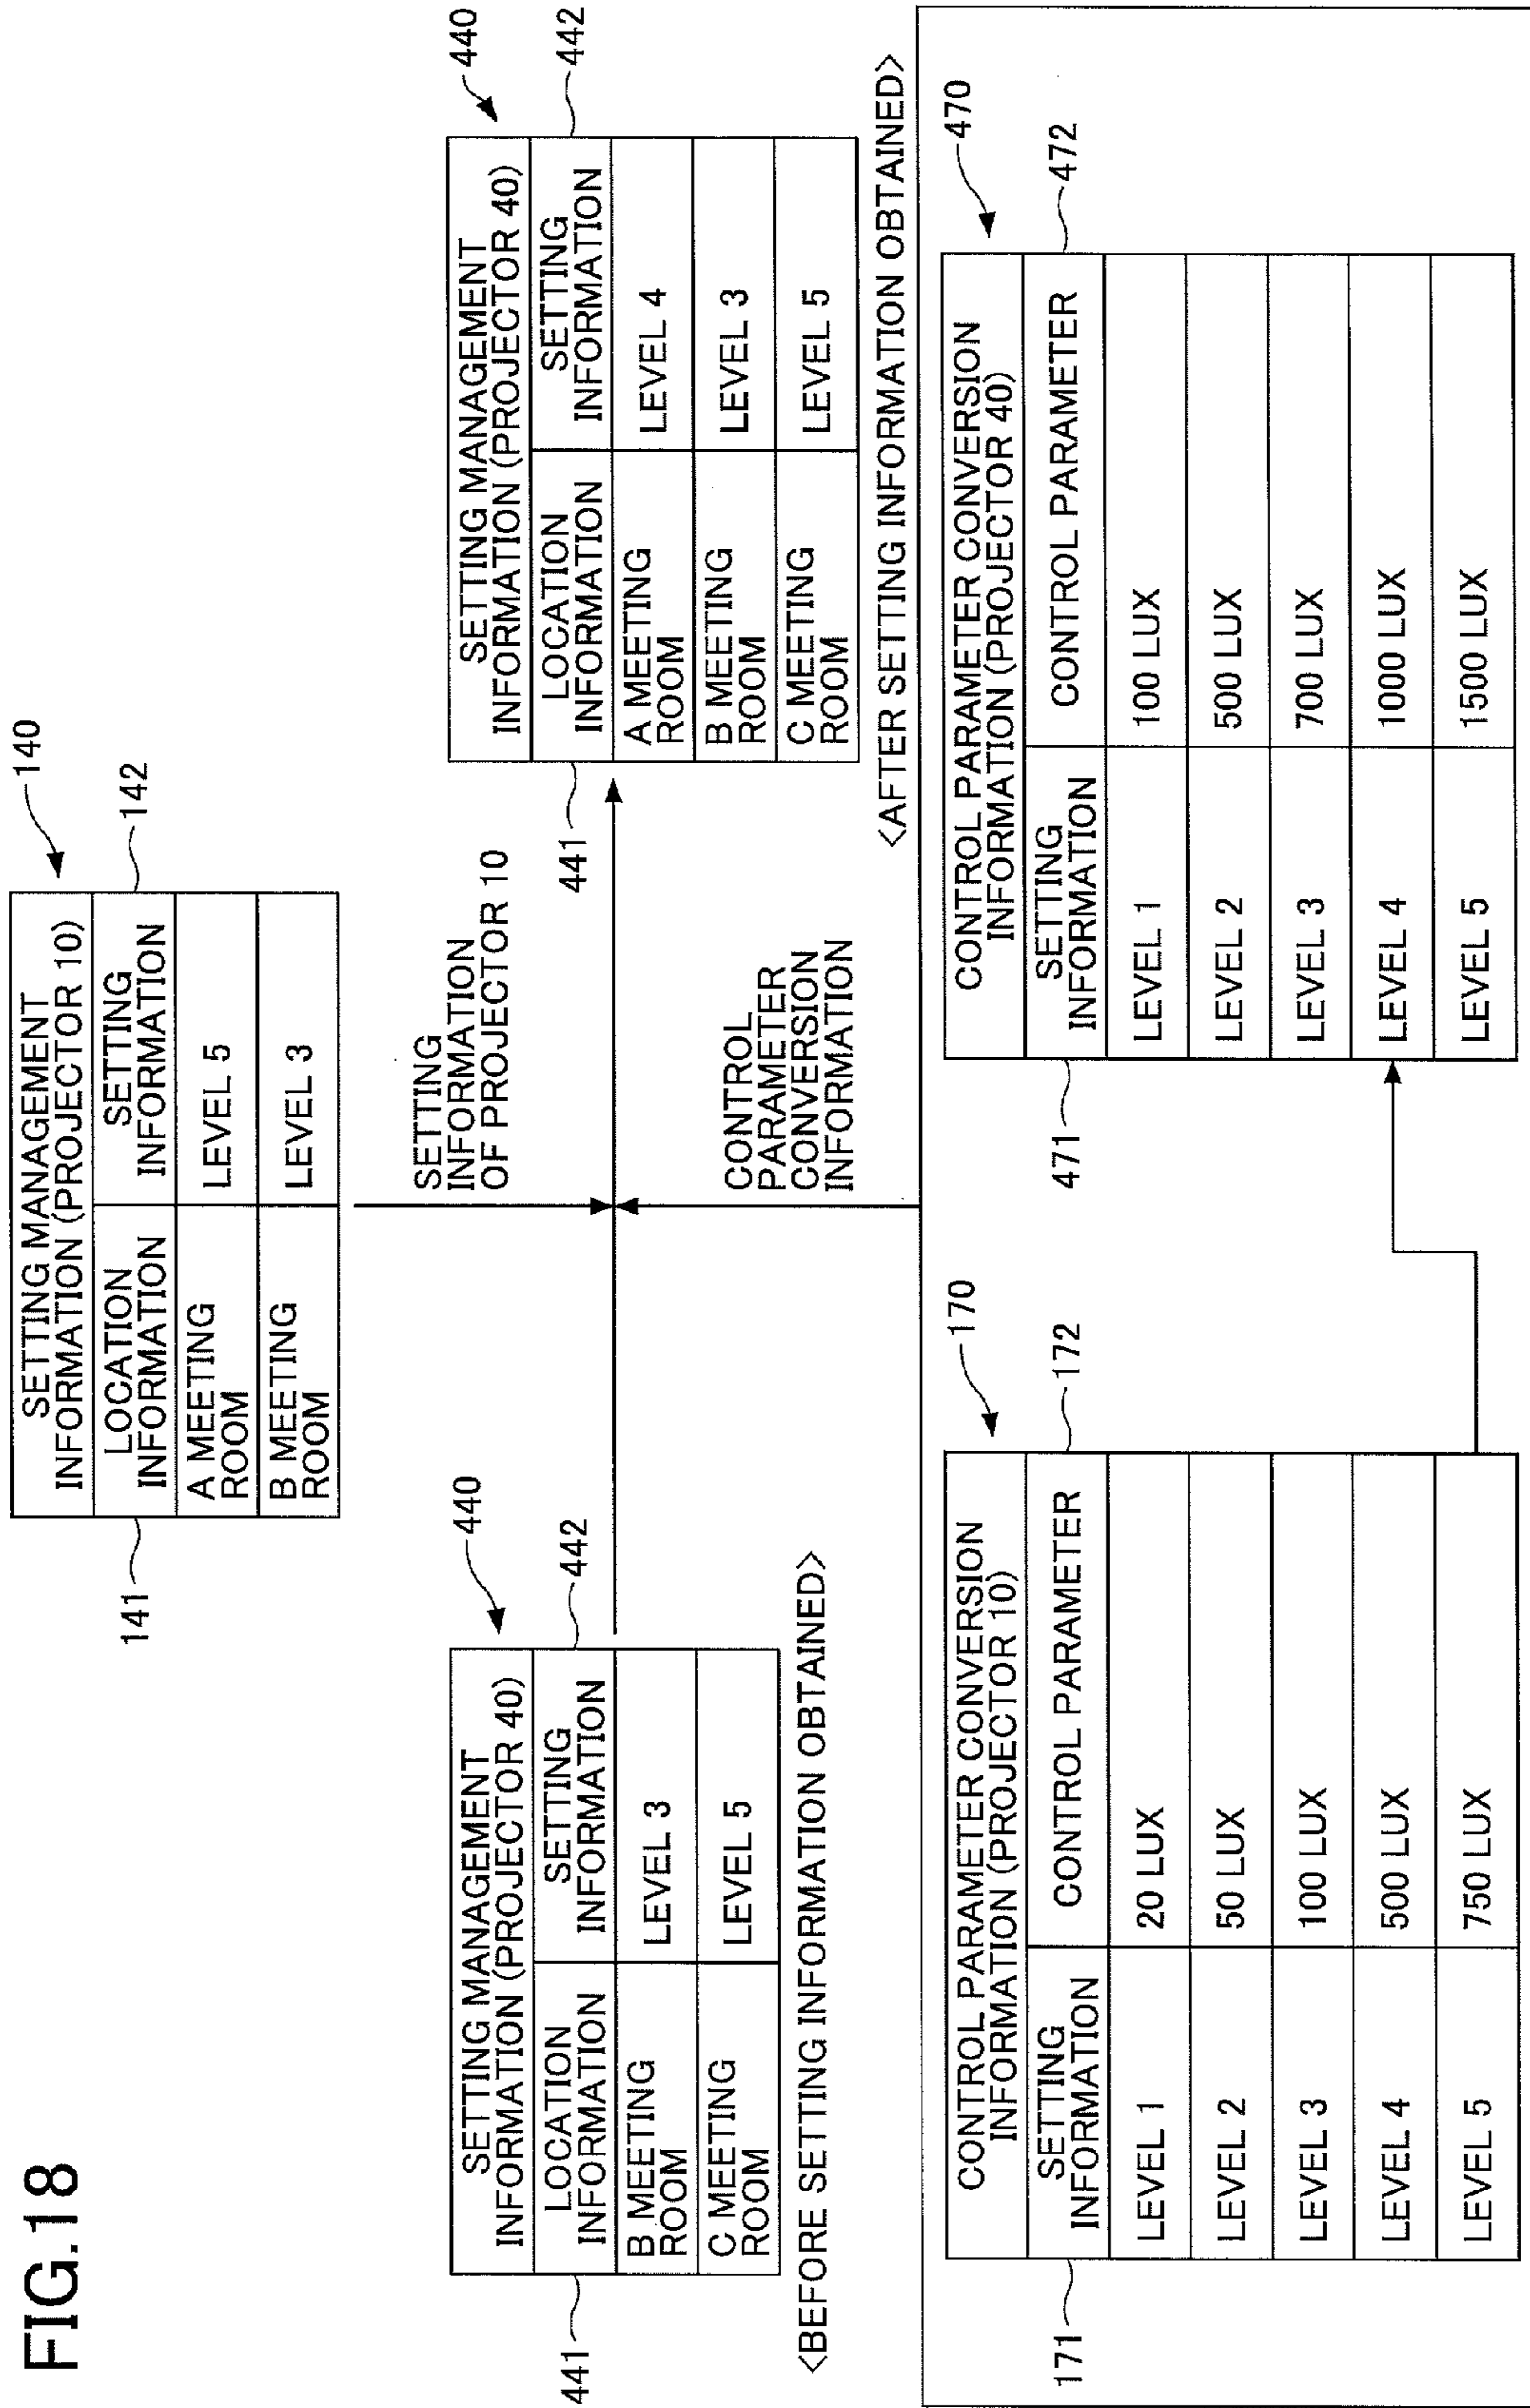 FIG.18
140
SETTING MANAGEMENT
INFORMATION (PROJECTOR 10)
141
142
LOCATION
INFORMATION
SETTING
INFORMATION
A MEETING
ROOM
LEVEL 5
B MEETING
ROOM
LEVEL 3
SETTING
INFORMATION
OF PROJECTOR 10
440
SETTING MANAGEMENT
INFORMATION (PROJECTOR 40)
441
442
LOCATION
INFORMATION
SETTING
INFORMATION
B MEETING
ROOM
LEVEL 3
C MEETING
ROOM
LEVEL 5
<BEFORE SETTING INFORMATION OBTAINED>
440
SETTING MANAGEMENT
INFORMATION (PROJECTOR 40)
441
442
LOCATION
INFORMATION
SETTING
INFORMATION
A MEETING
ROOM
LEVEL 4
B MEETING
ROOM
LEVEL 3
C MEETING
ROOM
LEVEL 5
<AFTER SETTING INFORMATION OBTAINED>
CONTROL
PARAMETER
CONVERSION
INFORMATION
170
CONTROL PARAMETER CONVERSION
INFORMATION (PROJECTOR 10)
171
172
SETTING
INFORMATION
CONTROL PARAMETER
LEVEL 1
20 LUX
LEVEL 2
50 LUX
LEVEL 3
100 LUX
LEVEL 4
500 LUX
LEVEL 5
750 LUX
470
CONTROL PARAMETER CONVERSION
INFORMATION (PROJECTOR 40)
471
472
SETTING
INFORMATION
CONTROL PARAMETER
LEVEL 1
100 LUX
LEVEL 2
500 LUX
LEVEL 3
700 LUX
LEVEL 4
1000 LUX
LEVEL 5
1500 LUX